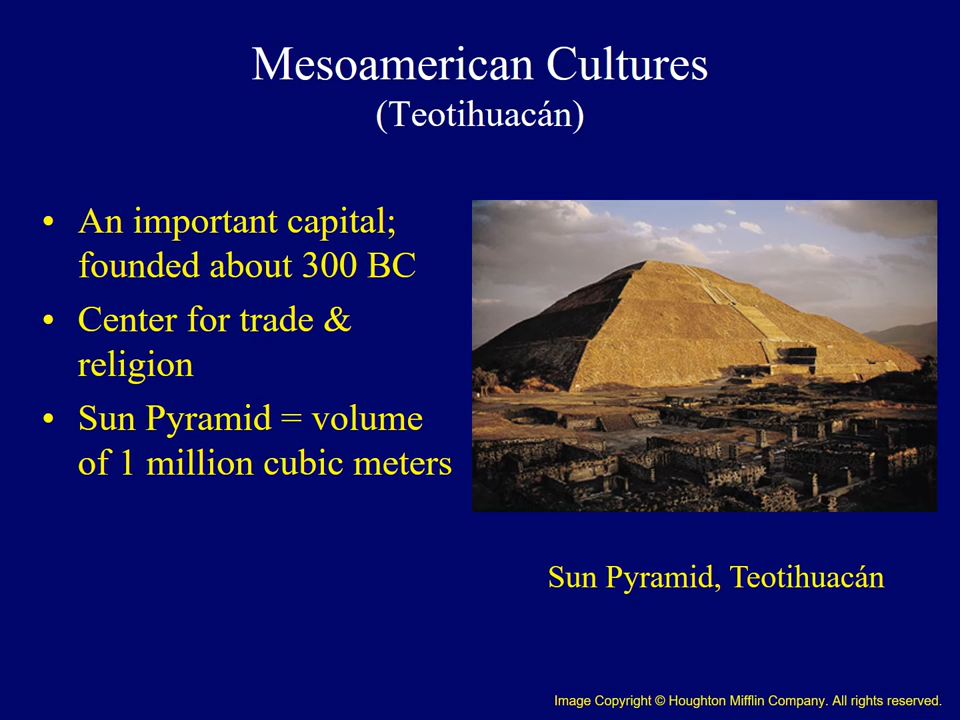 Mesoamerican Cultures
(Teotihuacán)
• An important capital;
founded about 300 BC
• Center for trade &
religion
• Sun Pyramid = volume
of 1 million cubic meters
Sun Pyramid, Teotihuacán
Image Copyright © Houghton Mifflin Company. All rights reserved.